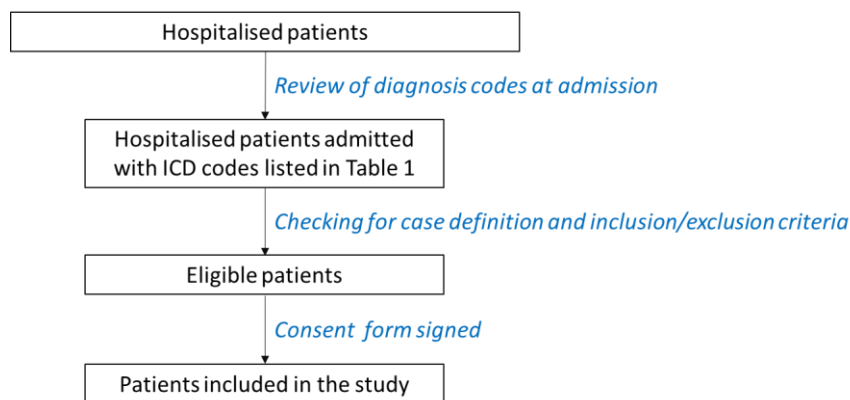 Hospitalised patients
Review of diagnosis codes at admission
Hospitalised patients admitted
with ICD codes listed in Table 1
Checking for case definition and inclusion/exclusion criteria
Eligible patients
Consent form signed
Patients included in the study